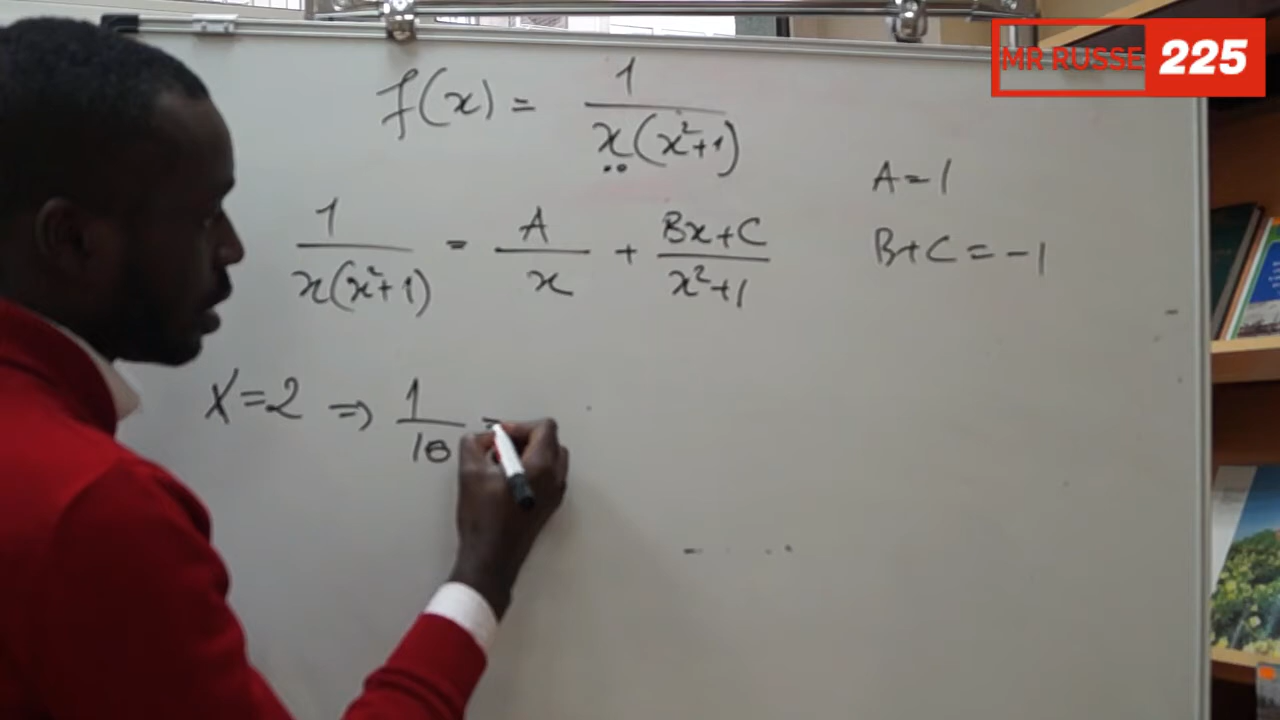 MR RUSSE 225
f(x) = 1/(x(x²+1))
A=1
1/(x(x²+1)) = A/x + (Bx+C)/(x²+1)
B+C=-1
X=2 ⇒ 1/10 =